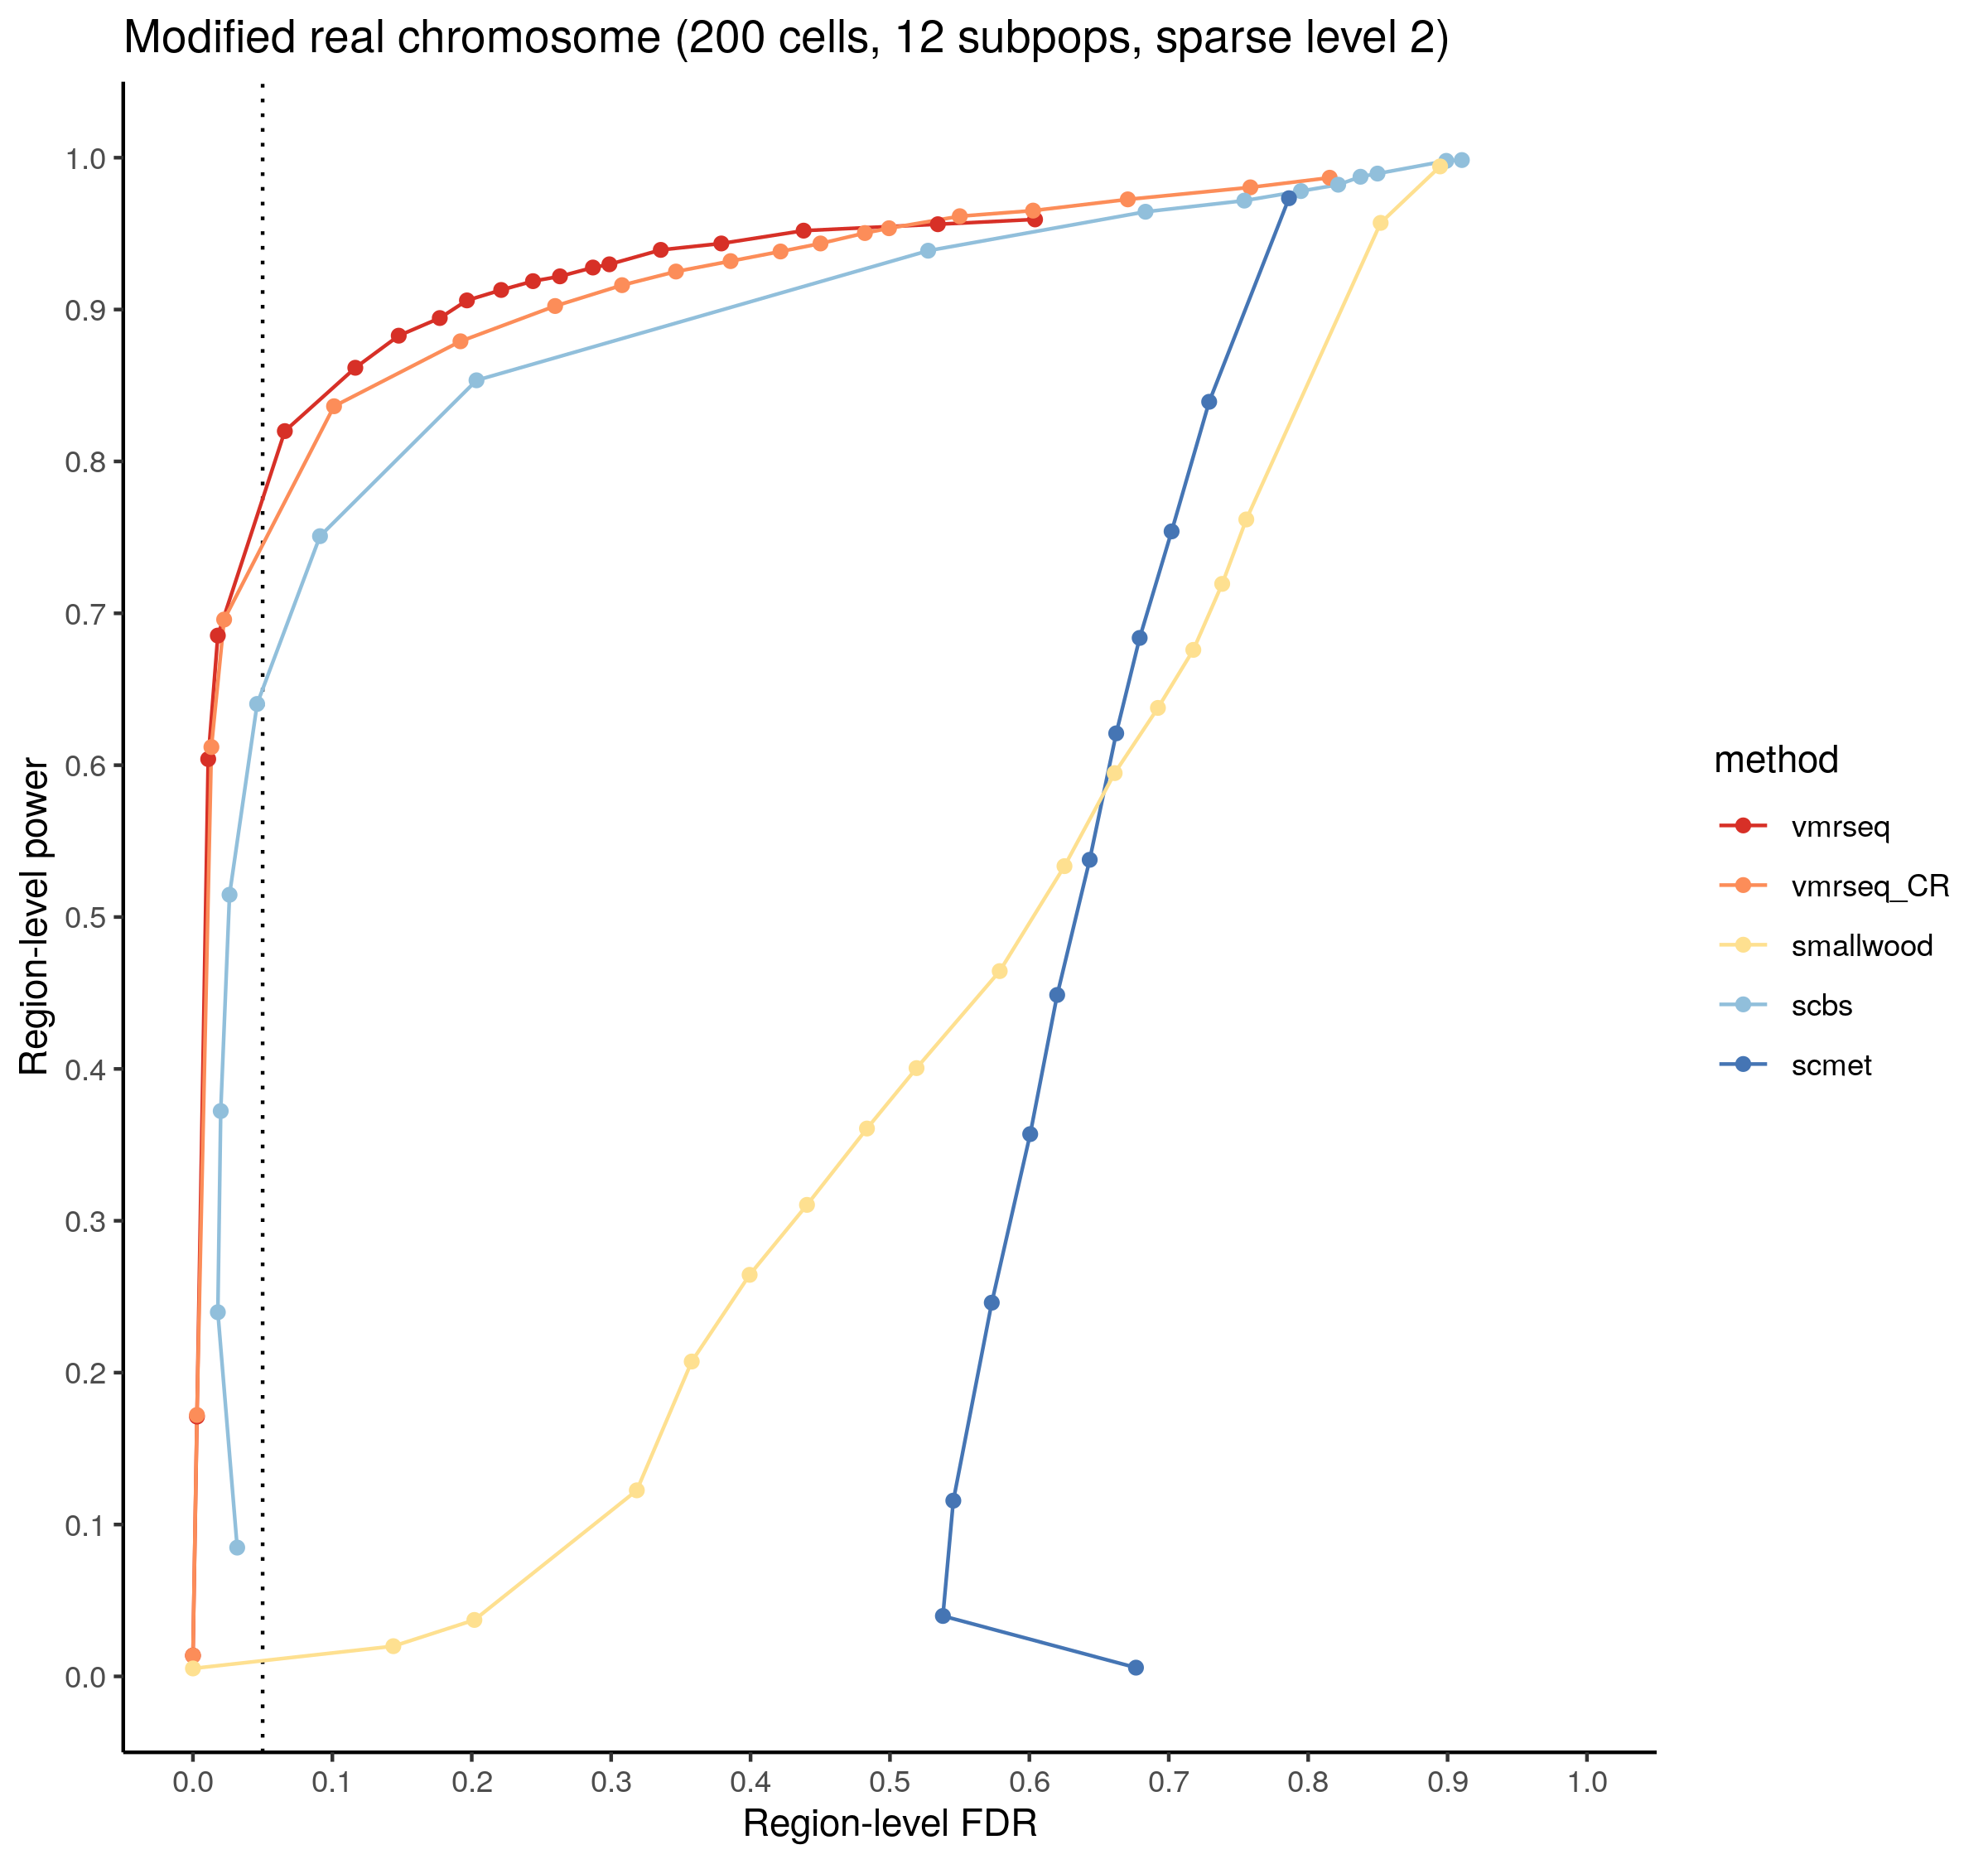 Modified real chromosome (200 cells, 12 subpops, sparse level 2)
Region-level power
1.0
0.9
0.8
0.7
0.6
0.5
0.4
0.3
0.2
0.1
0.0
0.0 0.1 0.2 0.3 0.4 0.5 0.6 0.7 0.8 0.9 1.0
Region-level FDR
method
vmrseq
vmrseq_CR
smallwood
scbs
scmet